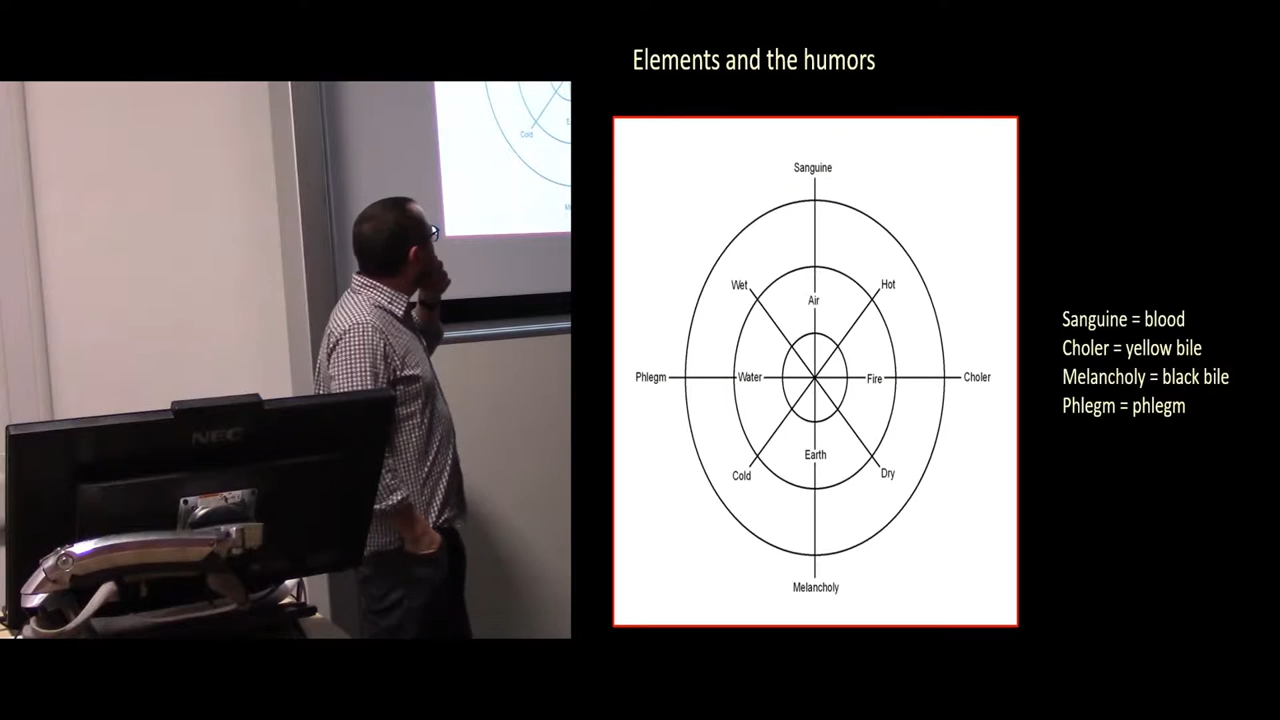 Elements and the humors
Cold
Sanguine
Wet
Hot
Air
Phlegm
Water
Fire
Choler
Earth
Cold
Dry
Melancholy
Sanguine = blood
Choler = yellow bile
Melancholy = black bile
Phlegm = phlegm
NEC